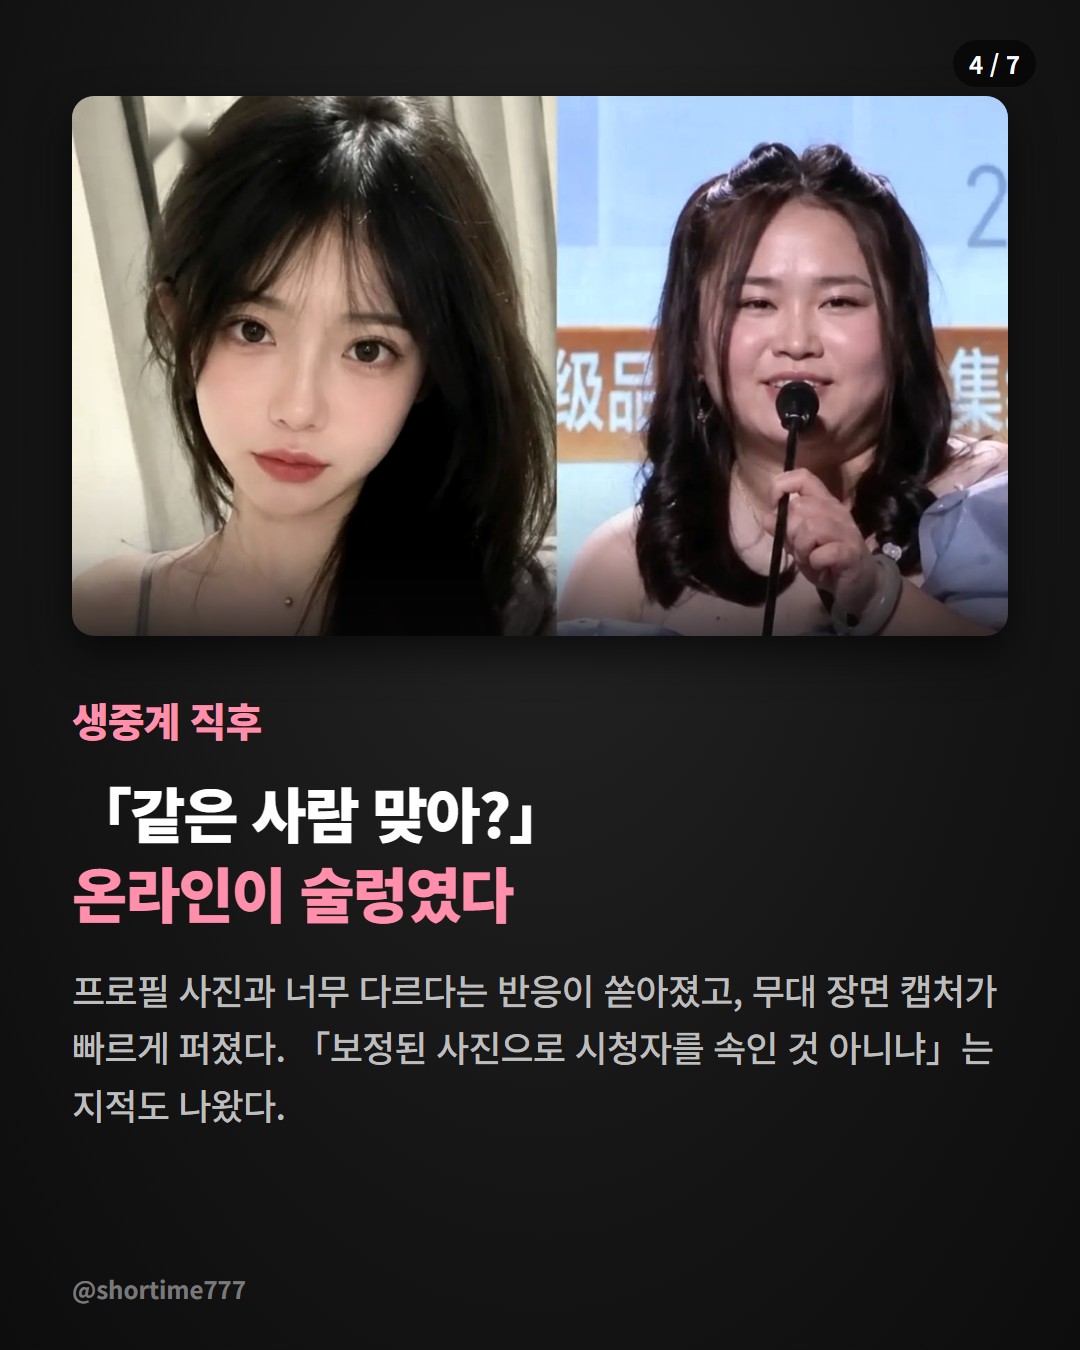 4 / 7
2
级品
集
생중계 직후
「같은 사람 맞아?」
온라인이 술렁였다
프로필 사진과 너무 다르다는 반응이 쏟아졌고, 무대 장면 캡처가
빠르게 퍼졌다. 「보정된 사진으로 시청자를 속인 것 아니냐」는
지적도 나왔다.
@shortime777